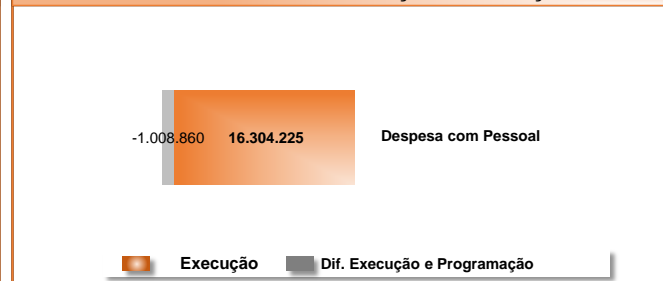 -1.008.860 16.304.225 Despesa com Pessoal
Execução Dif. Execução e Programação